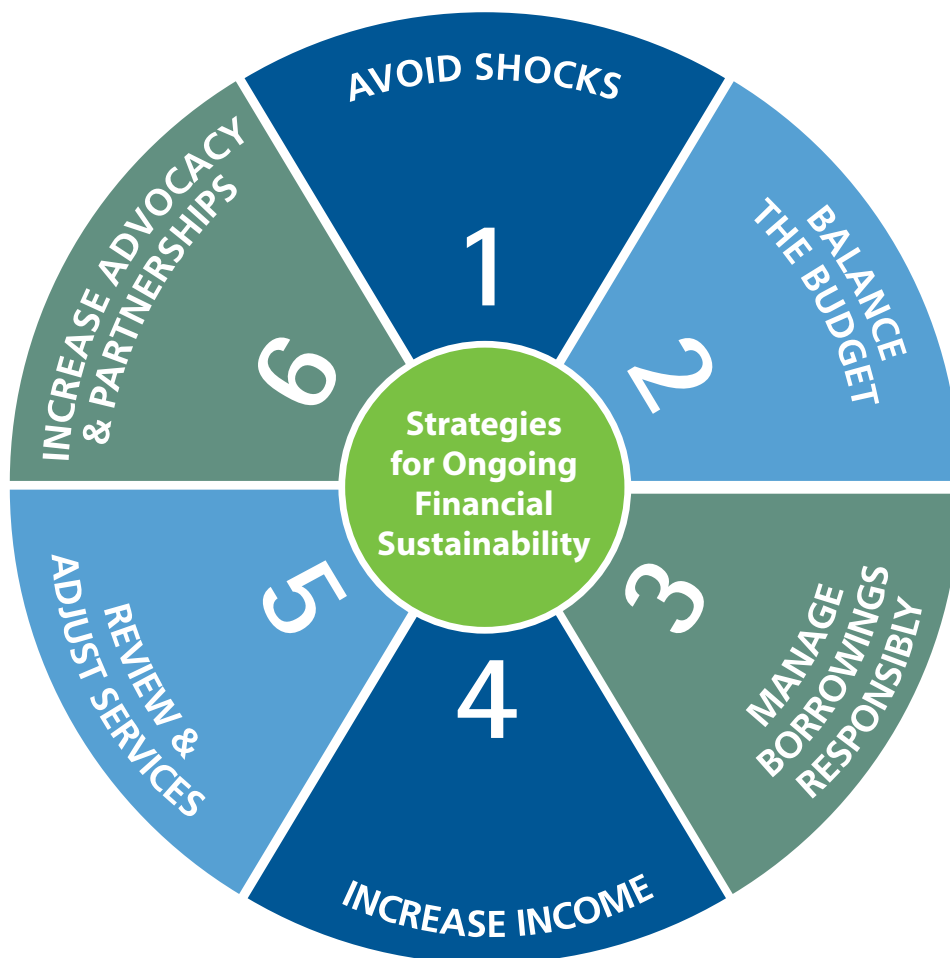 Strategies
for Ongoing
Financial
Sustainability
AVOID SHOCKS
1
BALANCE
THE BUDGET
2
MANAGE
BORROWINGS
RESPONSIBLY
3
4
INCREASE INCOME
5
REVIEW &
ADJUST SERVICES
INCREASE ADVOCACY
& PARTNERSHIPS
6